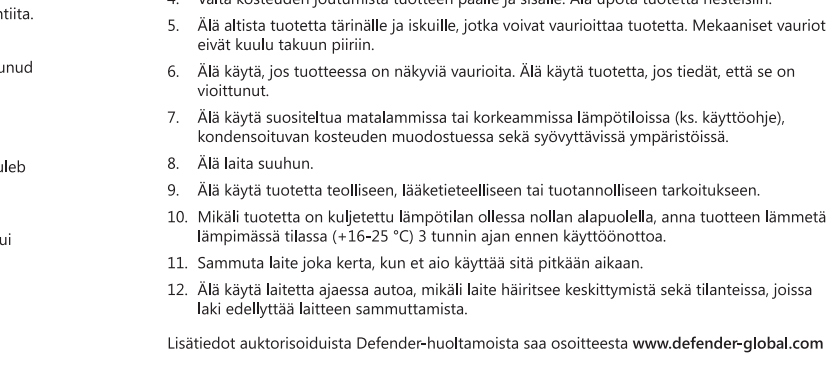 ntiita.
unud
uleb
ui
4. Vältä kosteuden joutumista tuotteen päälle ja sisälle. Älä upota tuotetta nesteisiin.
5. Älä altista tuotetta tärinälle ja iskuille, jotka voivat vaurioittaa tuotetta. Mekaaniset vauriot
eivät kuulu takuun piiriin.
6. Älä käytä, jos tuotteessa on näkyviä vaurioita. Älä käytä tuotetta, jos tiedät, että se on
vioittunut.
7. Älä käytä suositeltua matalammissa tai korkeammissa lämpötiloissa (ks. käyttöohje),
kondensoituvan kosteuden muodostuessa sekä syövyttävissä ympäristöissä.
8. Älä laita suuhun.
9. Älä käytä tuotetta teolliseen, lääketieteelliseen tai tuotannolliseen tarkoitukseen.
10. Mikäli tuotetta on kuljetettu lämpötilan ollessa nollan alapuolella, anna tuotteen lämmetä
lämpimässä tilassa (+16-25 °C) 3 tunnin ajan ennen käyttöönottoa.
11. Sammuta laite joka kerta, kun et aio käyttää sitä pitkään aikaan.
12. Älä käytä laitetta ajaessa autoa, mikäli laite häiritsee keskittymistä sekä tilanteissa, joissa
laki edellyttää laitteen sammuttamista.
Lisätiedot auktorisoiduista Defender-huoltamoista saa osoitteesta www.defender-global.com